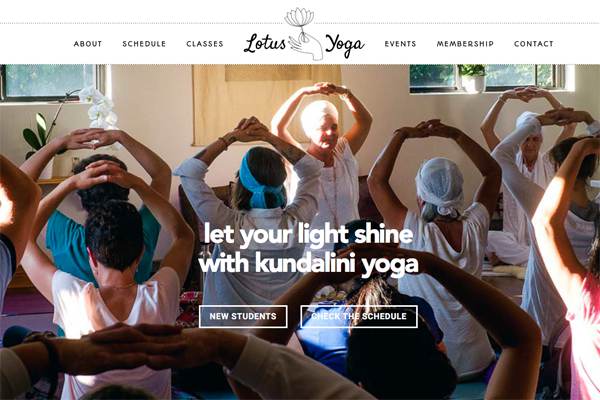 ABOUT SCHEDULE CLASSES Lotus Yoga EVENTS MEMBERSHIP CONTACT
let your light shine
with kundalini yoga
NEW STUDENTS CHECK THE SCHEDULE